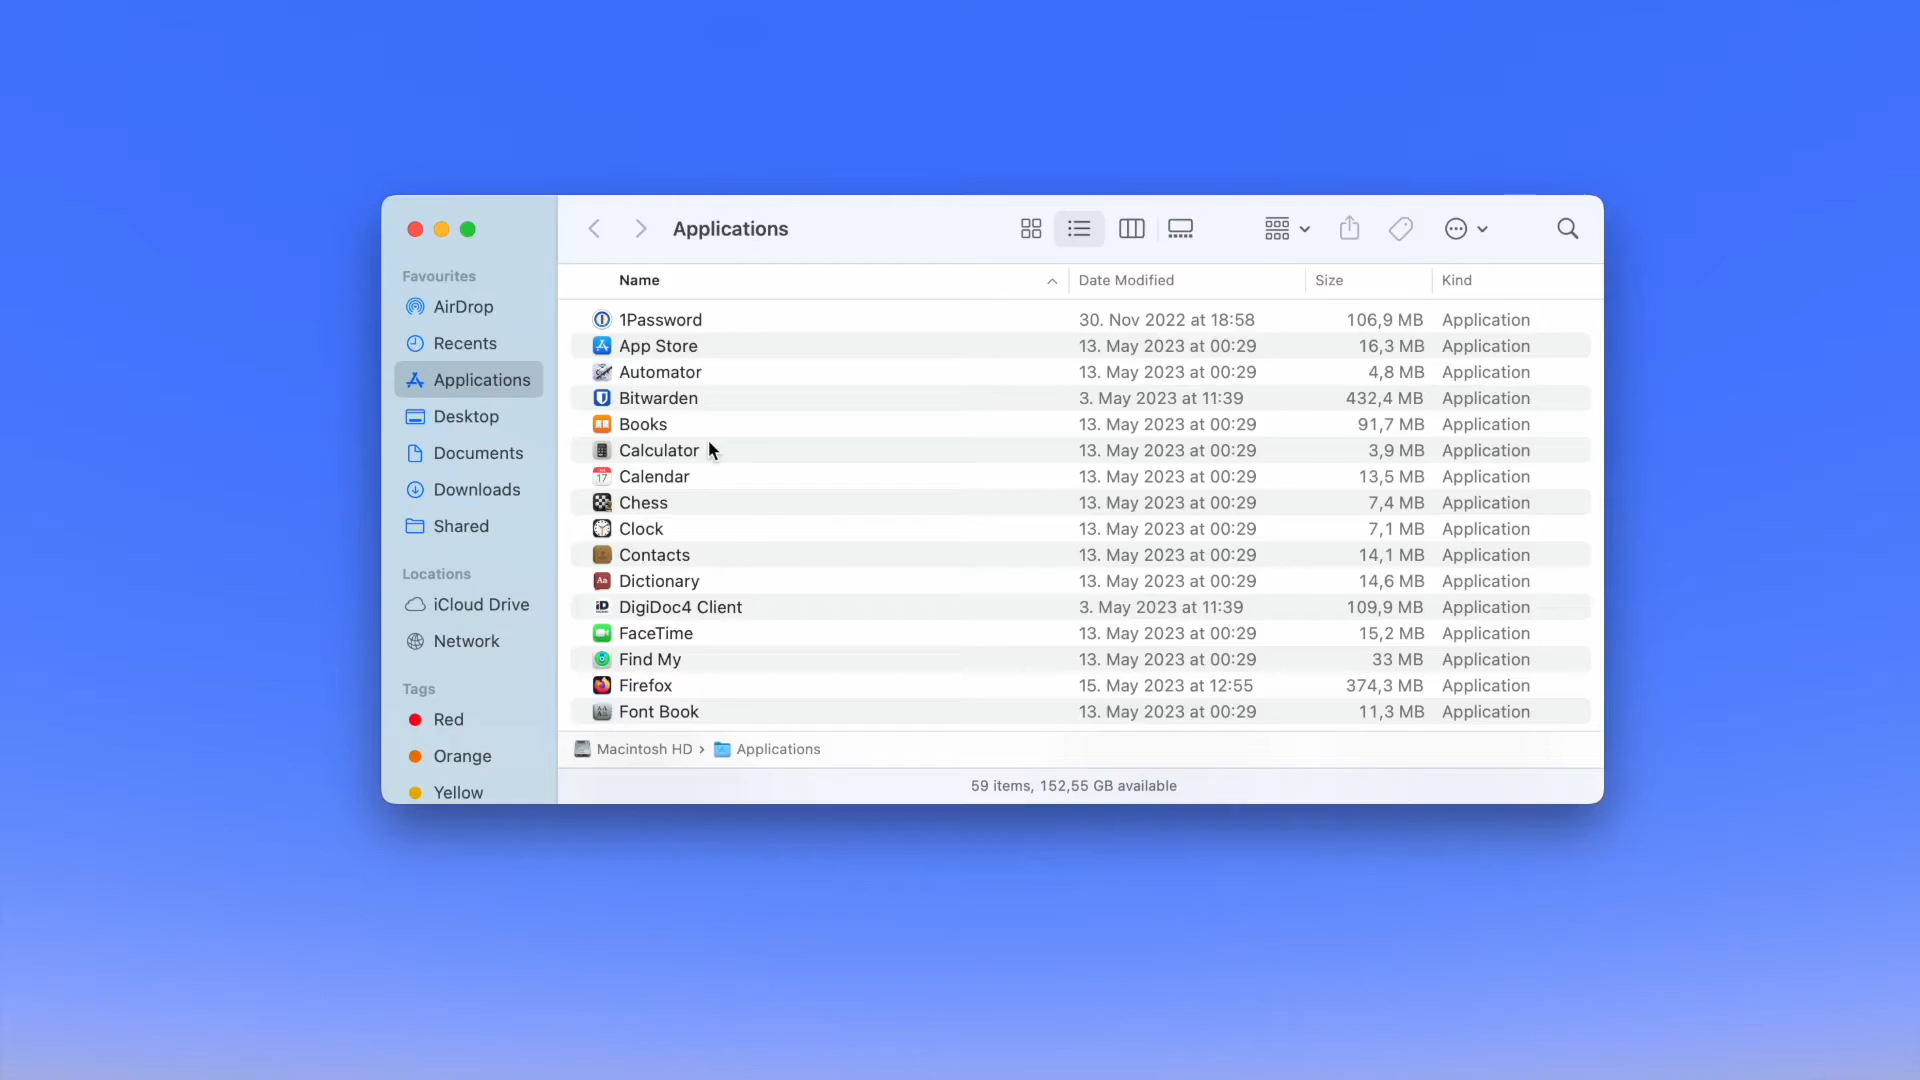 Applications
Favourites
AirDrop
Recents
Applications
Desktop
Documents
Downloads
Shared
Locations
iCloud Drive
Network
Tags
Red
Orange
Yellow
Name Date Modified Size Kind
1Password 30. Nov 2022 at 18:58 106,9 MB Application
App Store 13. May 2023 at 00:29 16,3 MB Application
Automator 13. May 2023 at 00:29 4,8 MB Application
Bitwarden 3. May 2023 at 11:39 432,4 MB Application
Books 13. May 2023 at 00:29 91,7 MB Application
Calculator 13. May 2023 at 00:29 3,9 MB Application
17 Calendar 13. May 2023 at 00:29 13,5 MB Application
Chess 13. May 2023 at 00:29 7,4 MB Application
Clock 13. May 2023 at 00:29 7,1 MB Application
Contacts 13. May 2023 at 00:29 14,1 MB Application
Aa Dictionary 13. May 2023 at 00:29 14,6 MB Application
iD DigiDoc4 Client 3. May 2023 at 11:39 109,9 MB Application
FaceTime 13. May 2023 at 00:29 15,2 MB Application
Find My 13. May 2023 at 00:29 33 MB Application
Firefox 15. May 2023 at 12:55 374,3 MB Application
Font Book 13. May 2023 at 00:29 11,3 MB Application
Macintosh HD › Applications
59 items, 152,55 GB available